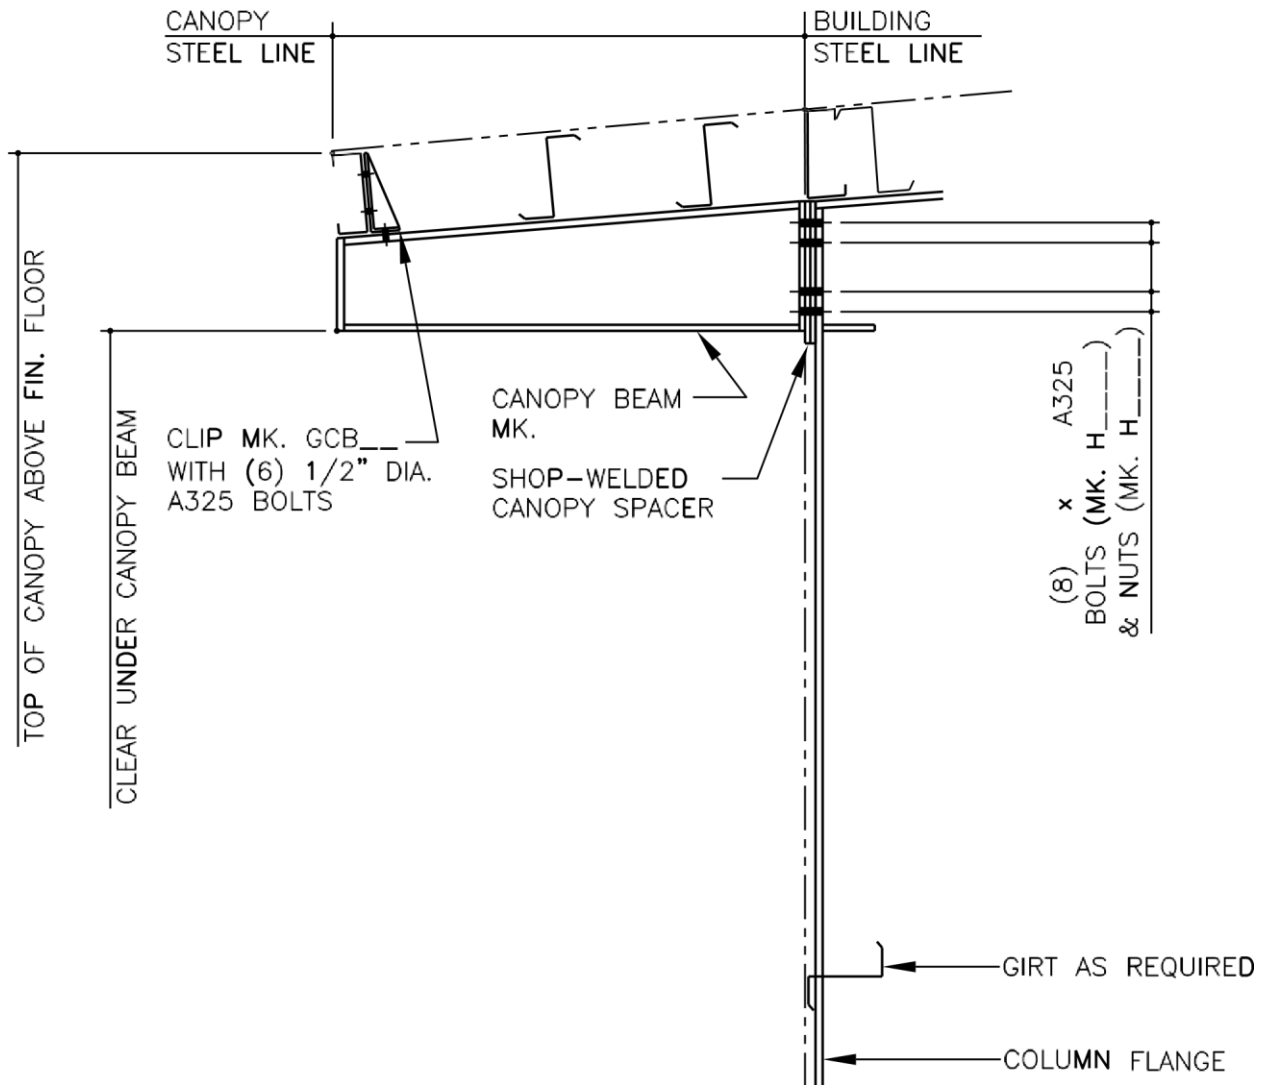 CANOPY
STEEL LINE
BUILDING
STEEL LINE
TOP OF CANOPY ABOVE FIN. FLOOR
CLEAR UNDER CANOPY BEAM
CLIP MK. GCB__
WITH (6) 1/2" DIA.
A325 BOLTS
CANOPY BEAM
MK.
SHOP-WELDED
CANOPY SPACER
(8) x A325
BOLTS (MK. H____)
& NUTS (MK. H____)
GIRT AS REQUIRED
COLUMN FLANGE